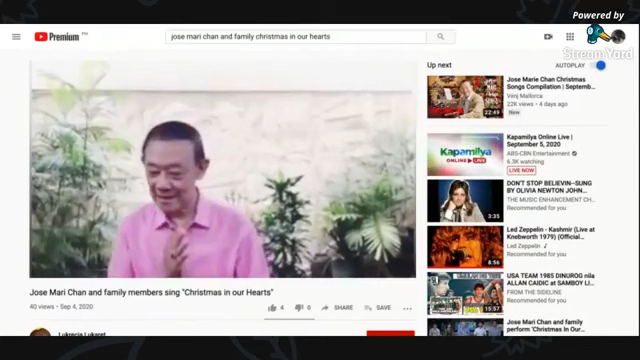 Powered by
StreamYard
YouTube Premium PH
jose mari chan and family christmas in our hearts
Up next
AUTOPLAY
Jose Marie Chan Christmas
Songs Compilation | Septemb...
Venj Mallorca
22K views • 4 days ago
New
22:49
Kapamilya Online Live |
September 5, 2020
ABS-CBN Entertainment
6.3K watching
LIVE NOW
Kapamilya
ONLINE LIVE
DON'T STOP BELIEVIN--SUNG
BY OLIVIA NEWTON JOHN...
THE MUSIC ENHANCEMENT CH...
Recommended for you
3:35
Led Zeppelin - Kashmir (Live at
Knebworth 1979) (Official...
Led Zeppelin
Recommended for you
8:56
USA TEAM 1985 DINUROG nila
ALLAN CAIDIC at SAMBOY LI...
FROM THE SIDELINE
Recommended for you
15:57
Jose Mari Chan and family
perform 'Christmas In Our...
Jose Mari Chan and family members sing "Christmas in our Hearts"
40 views • Sep 4, 2020
4
0
SHARE
SAVE
Lukrecia Lukaret